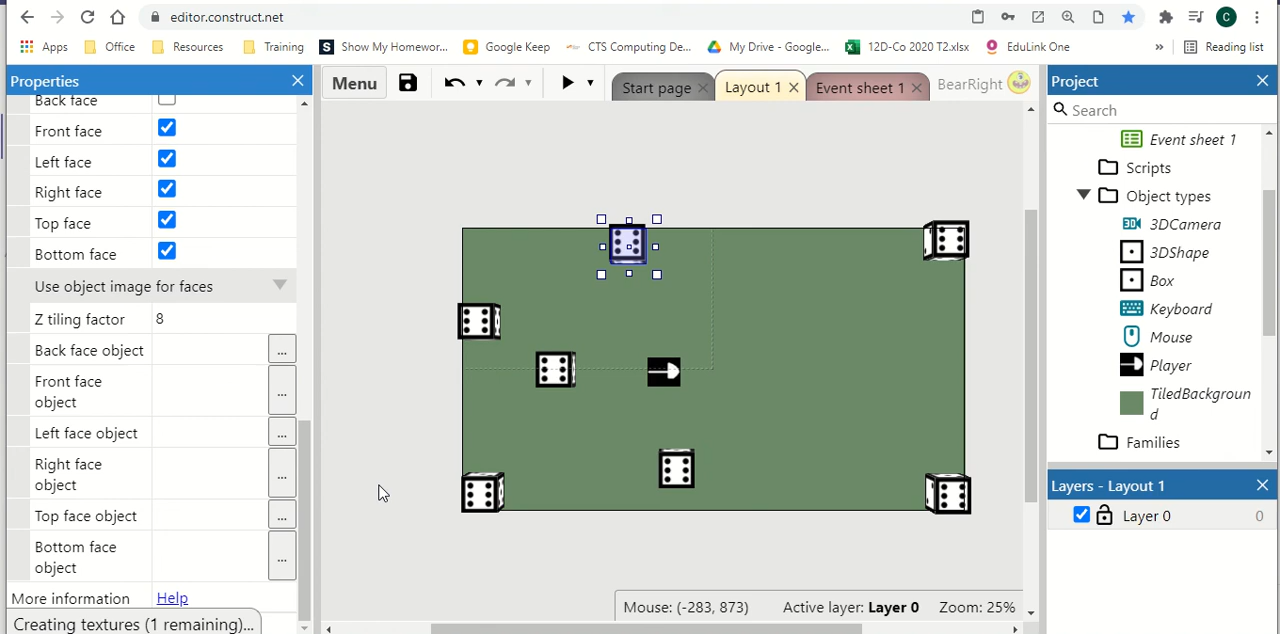 editor.construct.net
C
Apps
Office
Resources
Training
S
Show My Homewor...
Google Keep
CTS Computing De...
My Drive - Google...
12D-Co 2020 T2.xlsx
EduLink One
»
Reading list
Properties
Menu
Start page
Layout 1
Event sheet 1
BearRight
Project
Search
Back face
Front face
Left face
Right face
Top face
Bottom face
Use object image for faces
Z tiling factor 8
Back face object ...
Front face
object ...
Left face object ...
Right face
object ...
Top face object ...
Bottom face
object ...
More information Help
Creating textures (1 remaining)...
Event sheet 1
Scripts
Object types
3D
3DCamera
3DShape
Box
Keyboard
Mouse
Player
TiledBackgroun
d
Families
Layers - Layout 1
Layer 0 0
Mouse: (-283, 873) Active layer: Layer 0 Zoom: 25%